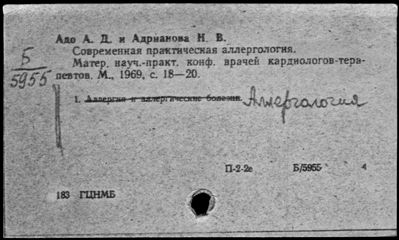 Б
5955
Адо А. Д. и Адрианова Н. В.
Современная практическая аллергология.
Матер. науч.-практ. конф. врачей кардиологов-тера-
певтов. М., 1969, с. 18—20.
1. Аллергия и аллергические болезни. Аллергология
П-2-2е Б/5955 4
183 ГЦНМБ